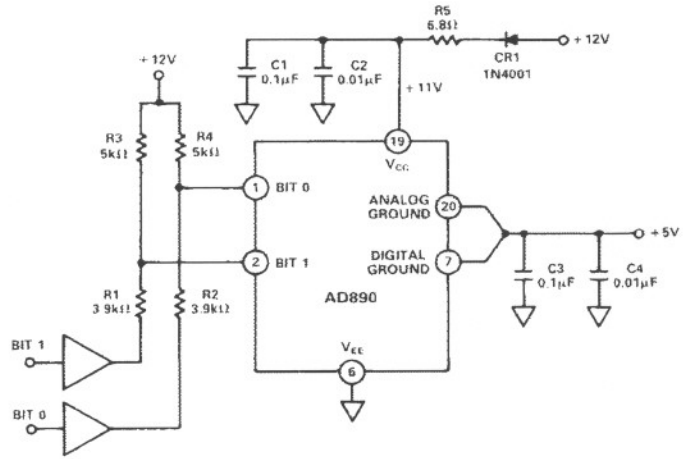 R5
6.8Ω
CR1
1N4001
+ 12V
C1
0.1µF
C2
0.01µF
+ 11V
+ 12V
R3
5kΩ
R4
5kΩ
19
VCC
1
BIT 0
ANALOG
GROUND
20
2
BIT 1
DIGITAL
GROUND
7
+ 5V
C3
0.1µF
C4
0.01µF
R1
3.9kΩ
R2
3.9kΩ
AD890
BIT 1
VEE
6
BIT 0